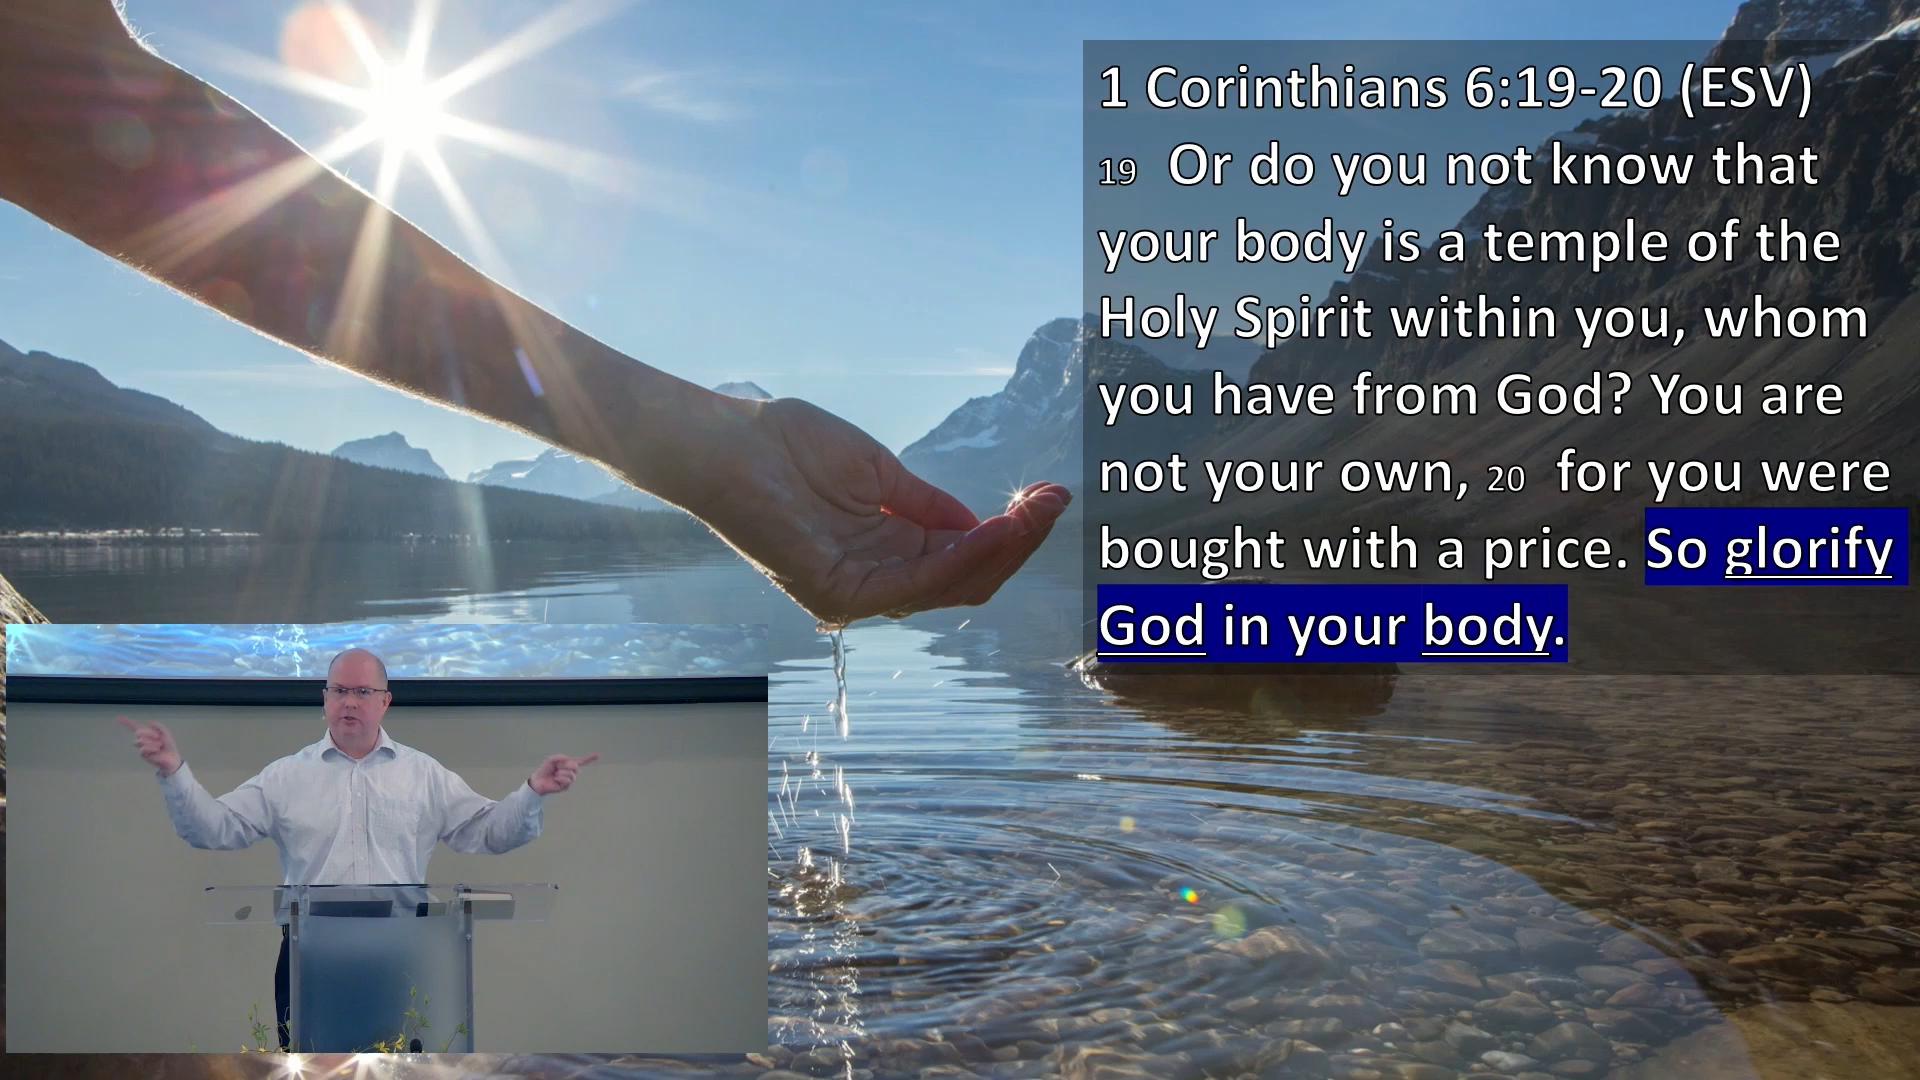 1 Corinthians 6:19-20 (ESV)
19 Or do you not know that
your body is a temple of the
Holy Spirit within you, whom
you have from God? You are
not your own, 20 for you were
bought with a price. So glorify
God in your body.